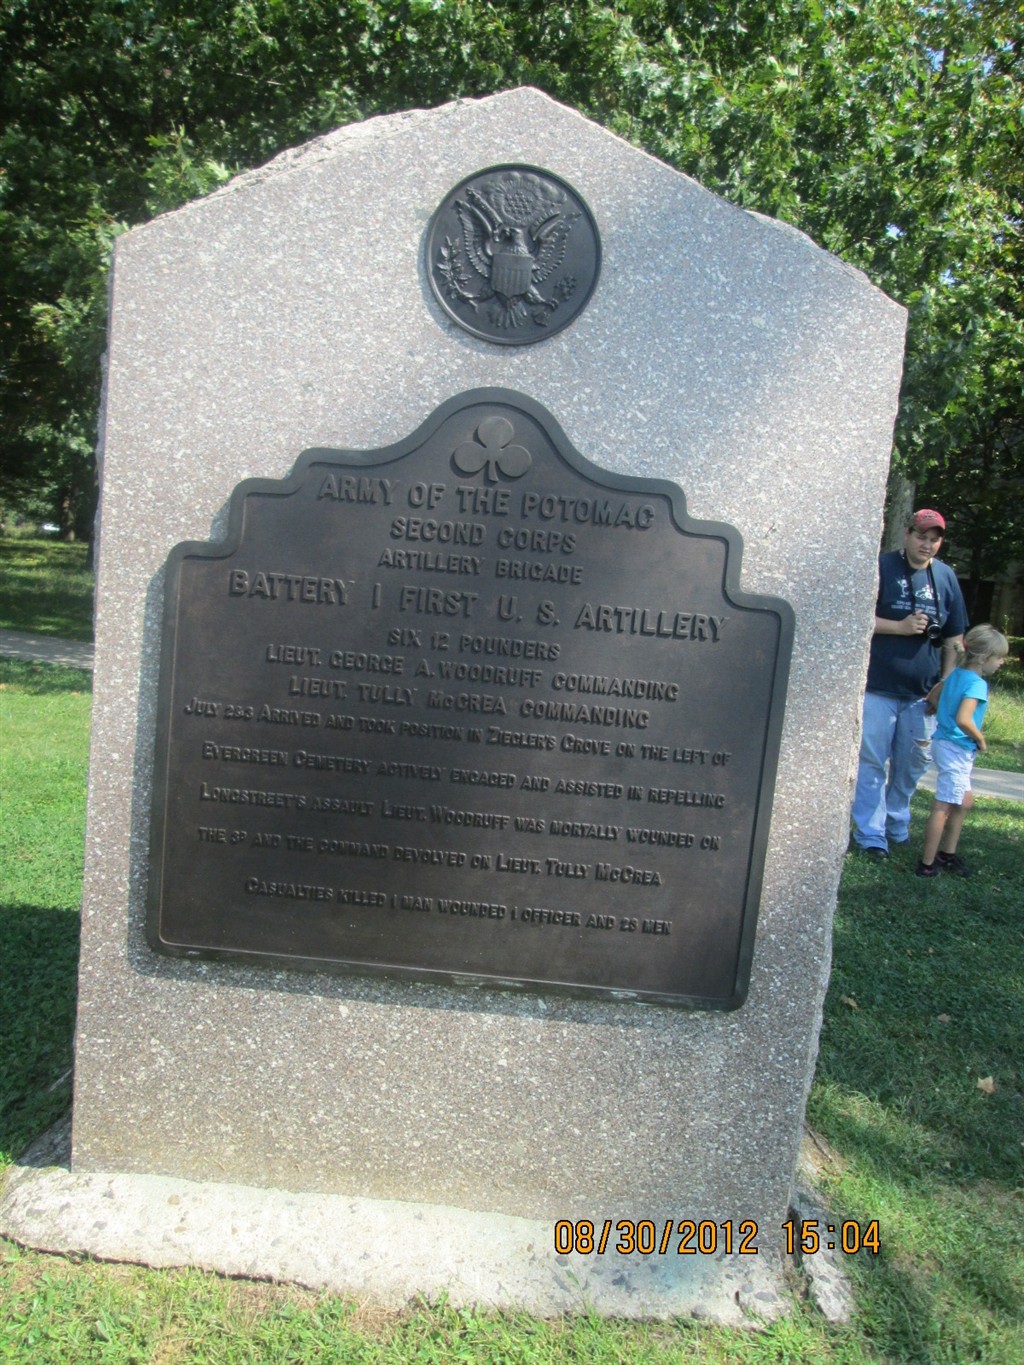 ARMY OF THE POTOMAC
SECOND CORPS
ARTILLERY BRIGADE
BATTERY I FIRST U. S. ARTILLERY
SIX 12 POUNDERS
LIEUT. GEORGE A. WOODRUFF COMMANDING
LIEUT. TULLY McCREA COMMANDING
JULY 2&3 ARRIVED AND TOOK POSITION IN ZIEGLER'S GROVE ON THE LEFT OF
EVERGREEN CEMETERY ACTIVELY ENGAGED AND ASSISTED IN REPELLING
LONGSTREET'S ASSAULT LIEUT. WOODRUFF WAS MORTALLY WOUNDED ON
THE 3D AND THE COMMAND DEVOLVED ON LIEUT. TULLY McCREA
CASUALTIES KILLED 1 MAN WOUNDED 1 OFFICER AND 23 MEN
08/30/2012 15:04